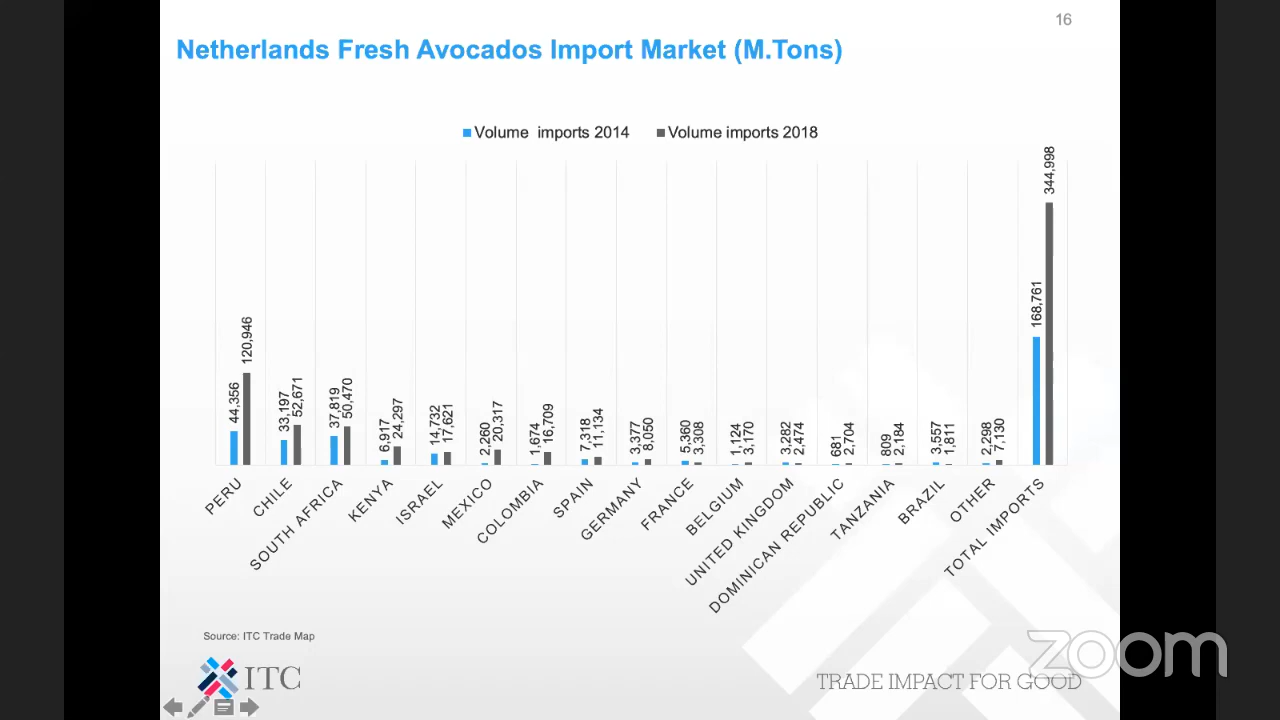 16
Netherlands Fresh Avocados Import Market (M.Tons)
Volume imports 2014
Volume imports 2018
44,356
120,946
33,197
52,671
37,819
50,470
6,917
24,297
14,732
17,621
2,260
20,317
1,674
16,709
7,318
11,134
3,377
8,050
5,360
3,308
1,124
3,170
3,282
2,474
681
2,704
809
2,184
3,557
1,811
2,298
7,130
168,761
344,998
PERU
CHILE
SOUTH AFRICA
KENYA
ISRAEL
MEXICO
COLOMBIA
SPAIN
GERMANY
FRANCE
BELGIUM
UNITED KINGDOM
DOMINICAN REPUBLIC
TANZANIA
BRAZIL
OTHER
TOTAL IMPORTS
Source: ITC Trade Map
ITC
TRADE IMPACT FOR GOOD
zoom